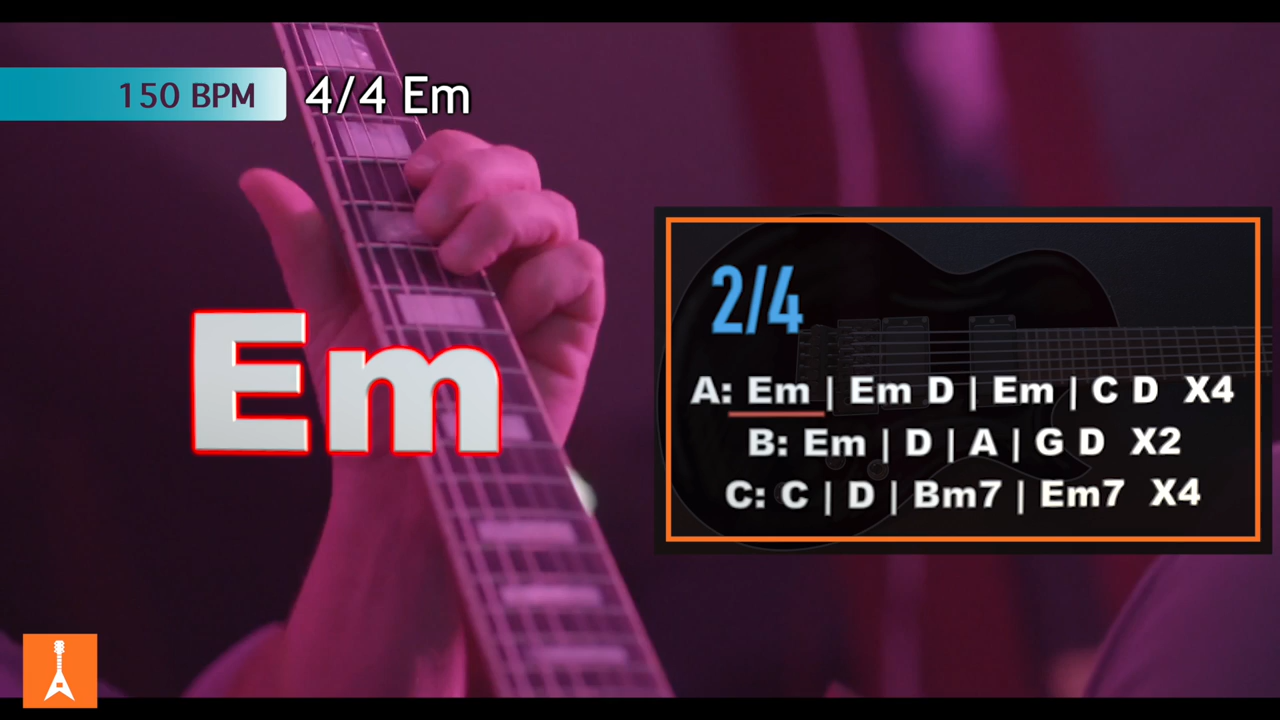 150 BPM 4/4 Em
Em
2/4
A: Em | Em D | Em | C D X4
B: Em | D | A | G D X2
C: C | D | Bm7 | Em7 X4